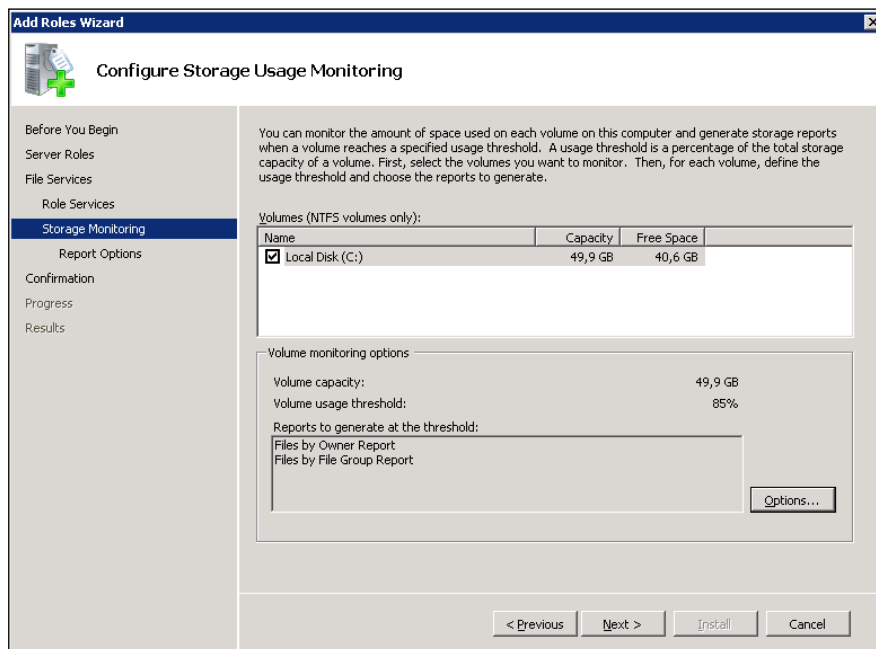 Add Roles Wizard
Configure Storage Usage Monitoring
Before You Begin
Server Roles
File Services
Role Services
Storage Monitoring
Report Options
Confirmation
Progress
Results
You can monitor the amount of space used on each volume on this computer and generate storage reports
when a volume reaches a specified usage threshold. A usage threshold is a percentage of the total storage
capacity of a volume. First, select the volumes you want to monitor. Then, for each volume, define the
usage threshold and choose the reports to generate.
Volumes (NTFS volumes only):
Name Capacity Free Space
Local Disk (C:) 49,9 GB 40,6 GB
Volume monitoring options
Volume capacity: 49,9 GB
Volume usage threshold: 85%
Reports to generate at the threshold:
Files by Owner Report
Files by File Group Report
Options...
< Previous Next > Install Cancel